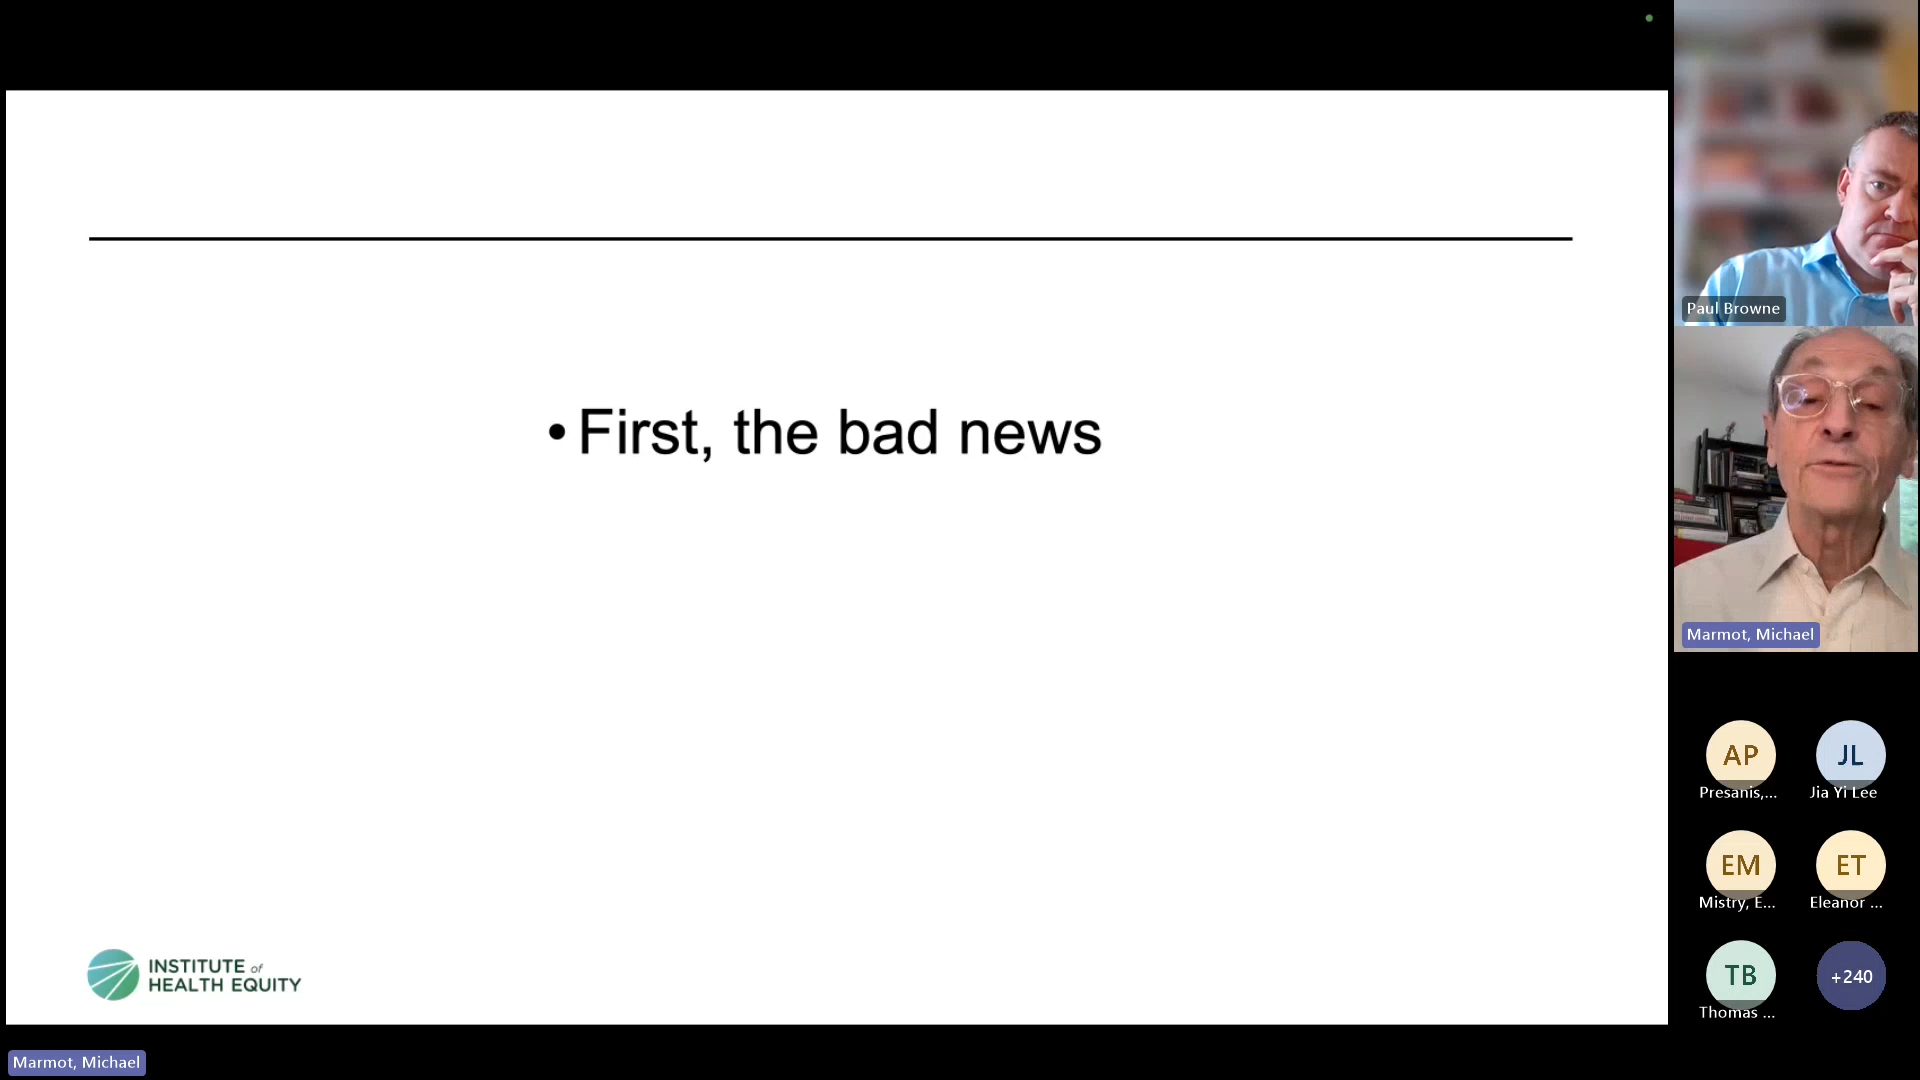 • First, the bad news
INSTITUTE of
HEALTH EQUITY
Marmot, Michael
Paul Browne
Marmot, Michael
AP
Presanis,...
JL
Jia Yi Lee
EM
Mistry, E...
ET
Eleanor ...
TB
Thomas ...
+240